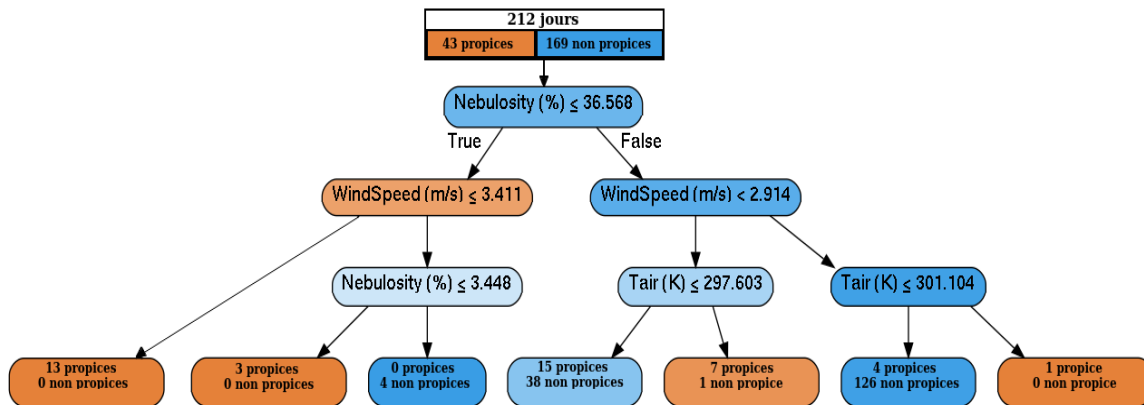 212 jours
43 propices 169 non propices
Nebulosity (%) ≤ 36.568
True False
WindSpeed (m/s) ≤ 3.411 WindSpeed (m/s) < 2.914
Nebulosity (%) ≤ 3.448 Tair (K) ≤ 297.603 Tair (K) ≤ 301.104
13 propices
0 non propices
3 propices
0 non propices
0 propices
4 non propices
15 propices
38 non propices
7 propices
1 non propice
4 propices
126 non propices
1 propice
0 non propice